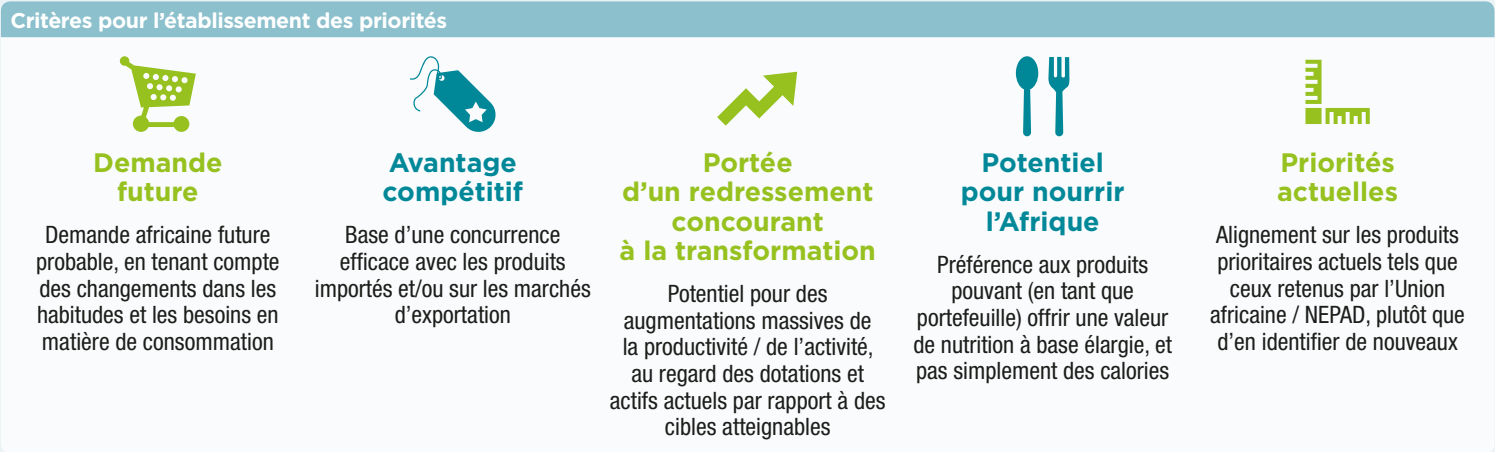 Critères pour l’établissement des priorités
Demande
future
Demande africaine future
probable, en tenant compte
des changements dans les
habitudes et les besoins en
matière de consommation
Avantage
compétitif
Base d’une concurrence
efficace avec les produits
importés et/ou sur les marchés
d’exportation
Portée
d’un redressement
concourant
à la transformation
Potentiel pour des
augmentations massives de
la productivité / de l’activité,
au regard des dotations et
actifs actuels par rapport à des
cibles atteignables
Potentiel
pour nourrir
l’Afrique
Préférence aux produits
pouvant (en tant que
portefeuille) offrir une valeur
de nutrition à base élargie, et
pas simplement des calories
Priorités
actuelles
Alignement sur les produits
prioritaires actuels tels que
ceux retenus par l’Union
africaine / NEPAD, plutôt que
d’en identifier de nouveaux